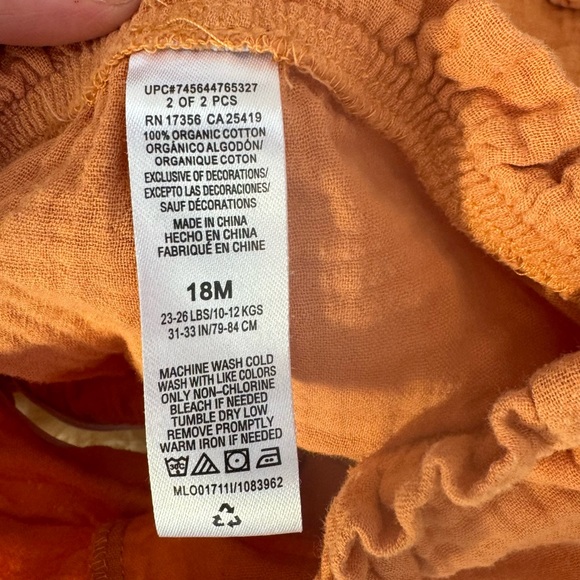 UPC#745644765327
2 OF 2 PCS
RN 17356 CA 25419
100% ORGANIC COTTON
ORGÁNICO ALGODÓN/
ORGANIQUE COTON
EXCLUSIVE OF DECORATIONS/
EXCEPTO LAS DECORACIONES/
SAUF DÉCORATIONS
MADE IN CHINA
HECHO EN CHINA
FABRIQUÉ EN CHINE
18M
23-26 LBS/10-12 KGS
31-33 IN/79-84 CM
MACHINE WASH COLD
WASH WITH LIKE COLORS
ONLY NON-CHLORINE
BLEACH IF NEEDED
TUMBLE DRY LOW
REMOVE PROMPTLY
WARM IRON IF NEEDED
30C
MLO01711I/1083962